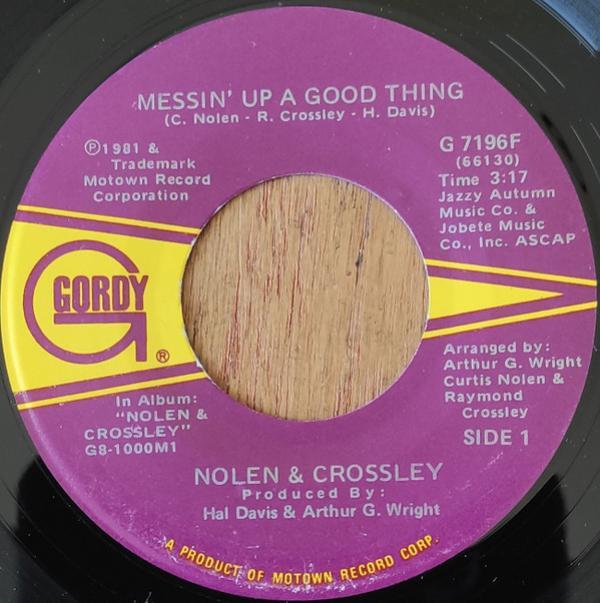 MESSIN' UP A GOOD THING
(C. Nolen - R. Crossley - H. Davis)
℗1981 &
Trademark
Motown Record
Corporation
G 7196F
(66130)
Time 3:17
Jazzy Autumn
Music Co. &
Jobete Music
Co., Inc. ASCAP
GORDY
G
®
Arranged by:
Arthur G. Wright
Curtis Nolen &
Raymond
Crossley
In Album:
"NOLEN &
CROSSLEY"
G8-1000M1
SIDE 1
NOLEN & CROSSLEY
Produced By:
Hal Davis & Arthur G. Wright
A PRODUCT OF MOTOWN RECORD CORP.